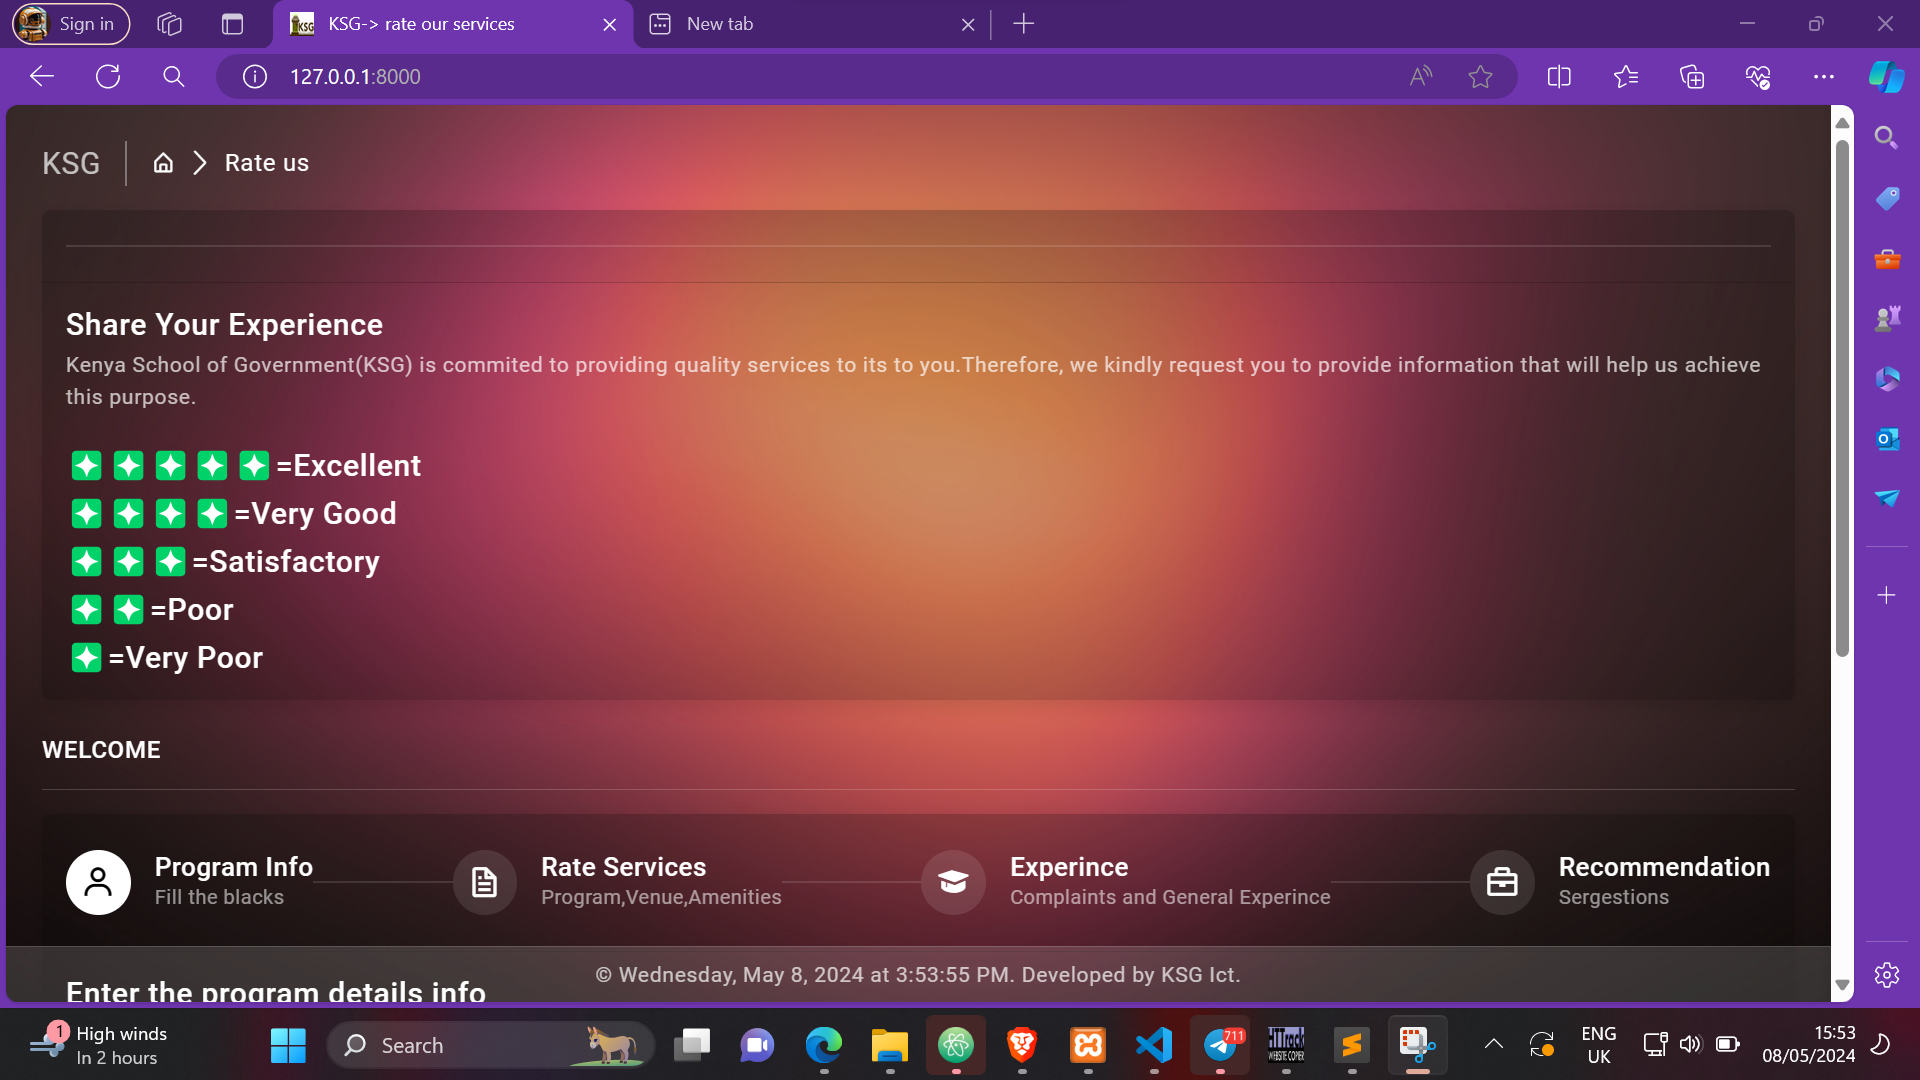 Sign in
KSG-> rate our services
New tab
127.0.0.1:8000
KSG
Rate us
Share Your Experience
Kenya School of Government(KSG) is commited to providing quality services to its to you.Therefore, we kindly request you to provide information that will help us achieve
this purpose.
=Excellent
=Very Good
=Satisfactory
=Poor
=Very Poor
WELCOME
Program Info
Fill the blacks
Rate Services
Program,Venue,Amenities
Experince
Complaints and General Experince
Recommendation
Sergestions
© Wednesday, May 8, 2024 at 3:53:55 PM. Developed by KSG Ict.
Enter the program details info
1
High winds
In 2 hours
Search
711
HTTrack
WEBSITE COPIER
ENG
UK
15:53
08/05/2024